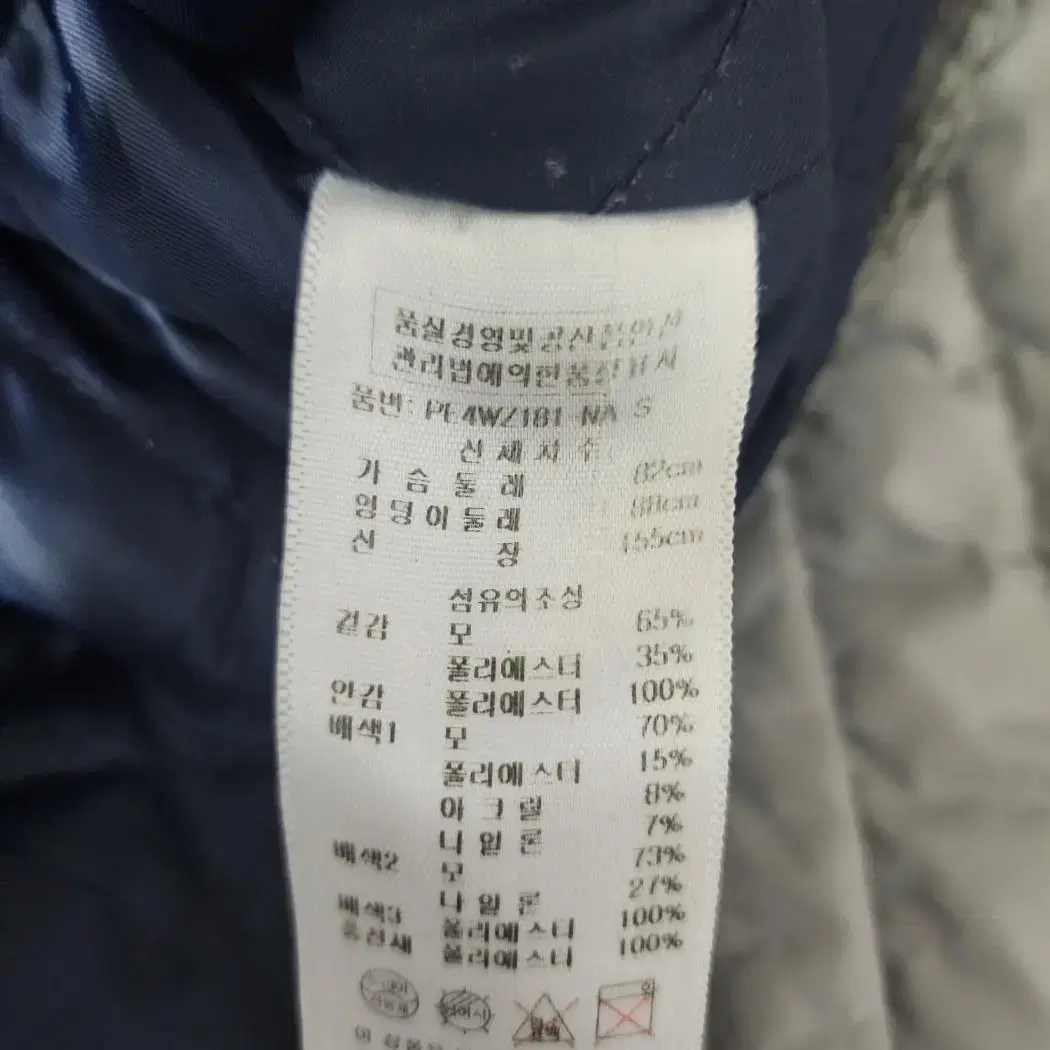 품질경영및공산품안전
관리법에의한품질표시
품번: PE4WZ181 NA S
신 체 치 수
가 슴 둘 레 82cm
엉 덩 이 둘 레 88cm
신 장 155cm
섬유의조성
겉감 모 65%
폴리에스터 35%
안감 폴리에스터 100%
배색1 모 70%
폴리에스터 15%
아 크 릴 8%
나 일 론 7%
배색2 모 73%
나 일 론 27%
배색3 폴리에스터 100%
충전재 폴리에스터 100%